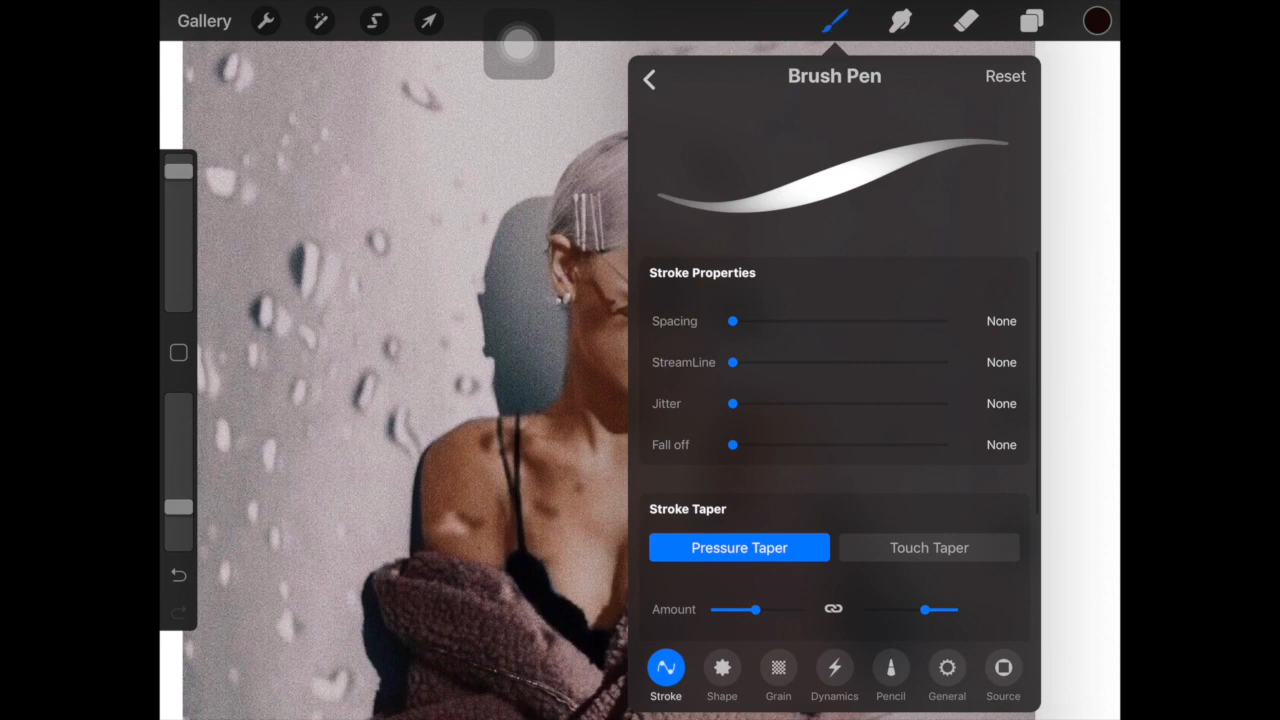 Gallery
Brush Pen Reset
Stroke Properties
Spacing None
StreamLine None
Jitter None
Fall off None
Stroke Taper
Pressure Taper Touch Taper
Amount
Stroke Shape Grain Dynamics Pencil General Source